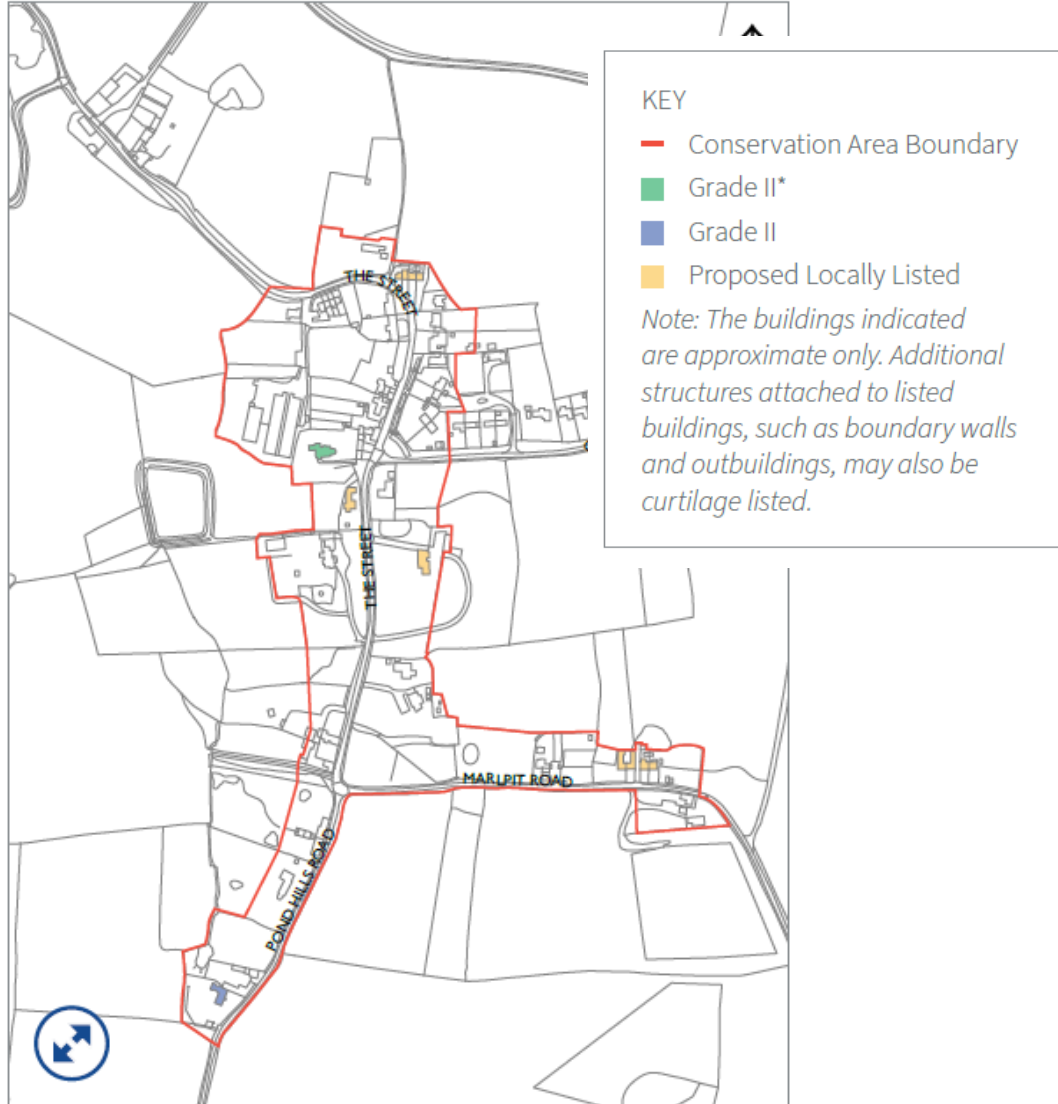 KEY
Conservation Area Boundary
Grade II*
Grade II
Proposed Locally Listed
Note: The buildings indicated
are approximate only. Additional
structures attached to listed
buildings, such as boundary walls
and outbuildings, may also be
curtilage listed.
THE STREET
THE STREET
MARLPIT ROAD
POND HILLS ROAD